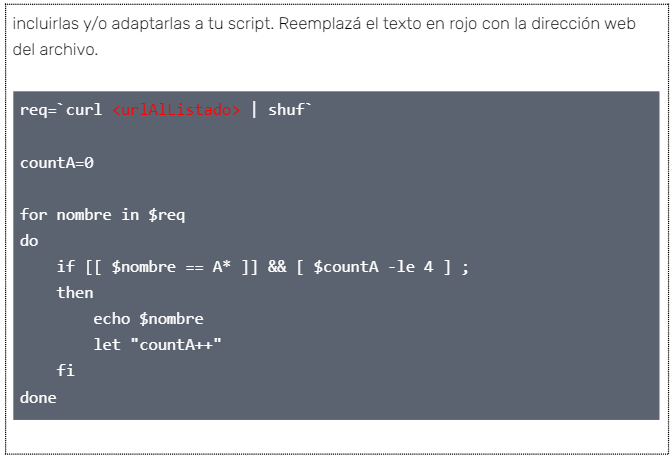 incluirlas y/o adaptarlas a tu script. Reemplazá el texto en rojo con la dirección web
del archivo.
req=`curl <urlAlListado> | shuf`
countA=0
for nombre in $req
do
    if [[ $nombre == A* ]] && [ $countA -le 4 ] ;
    then
        echo $nombre
        let "countA++"
    fi
done